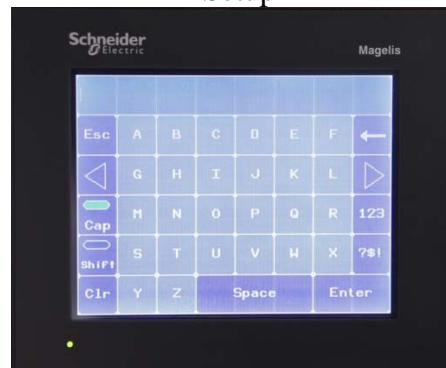 Schneider
Electric
Magelis
Esc A B C D E F ←
G H I J K L
Cap M N O P Q R 123
Shift S T U V W X ?$!
Clr Y Z Space Enter